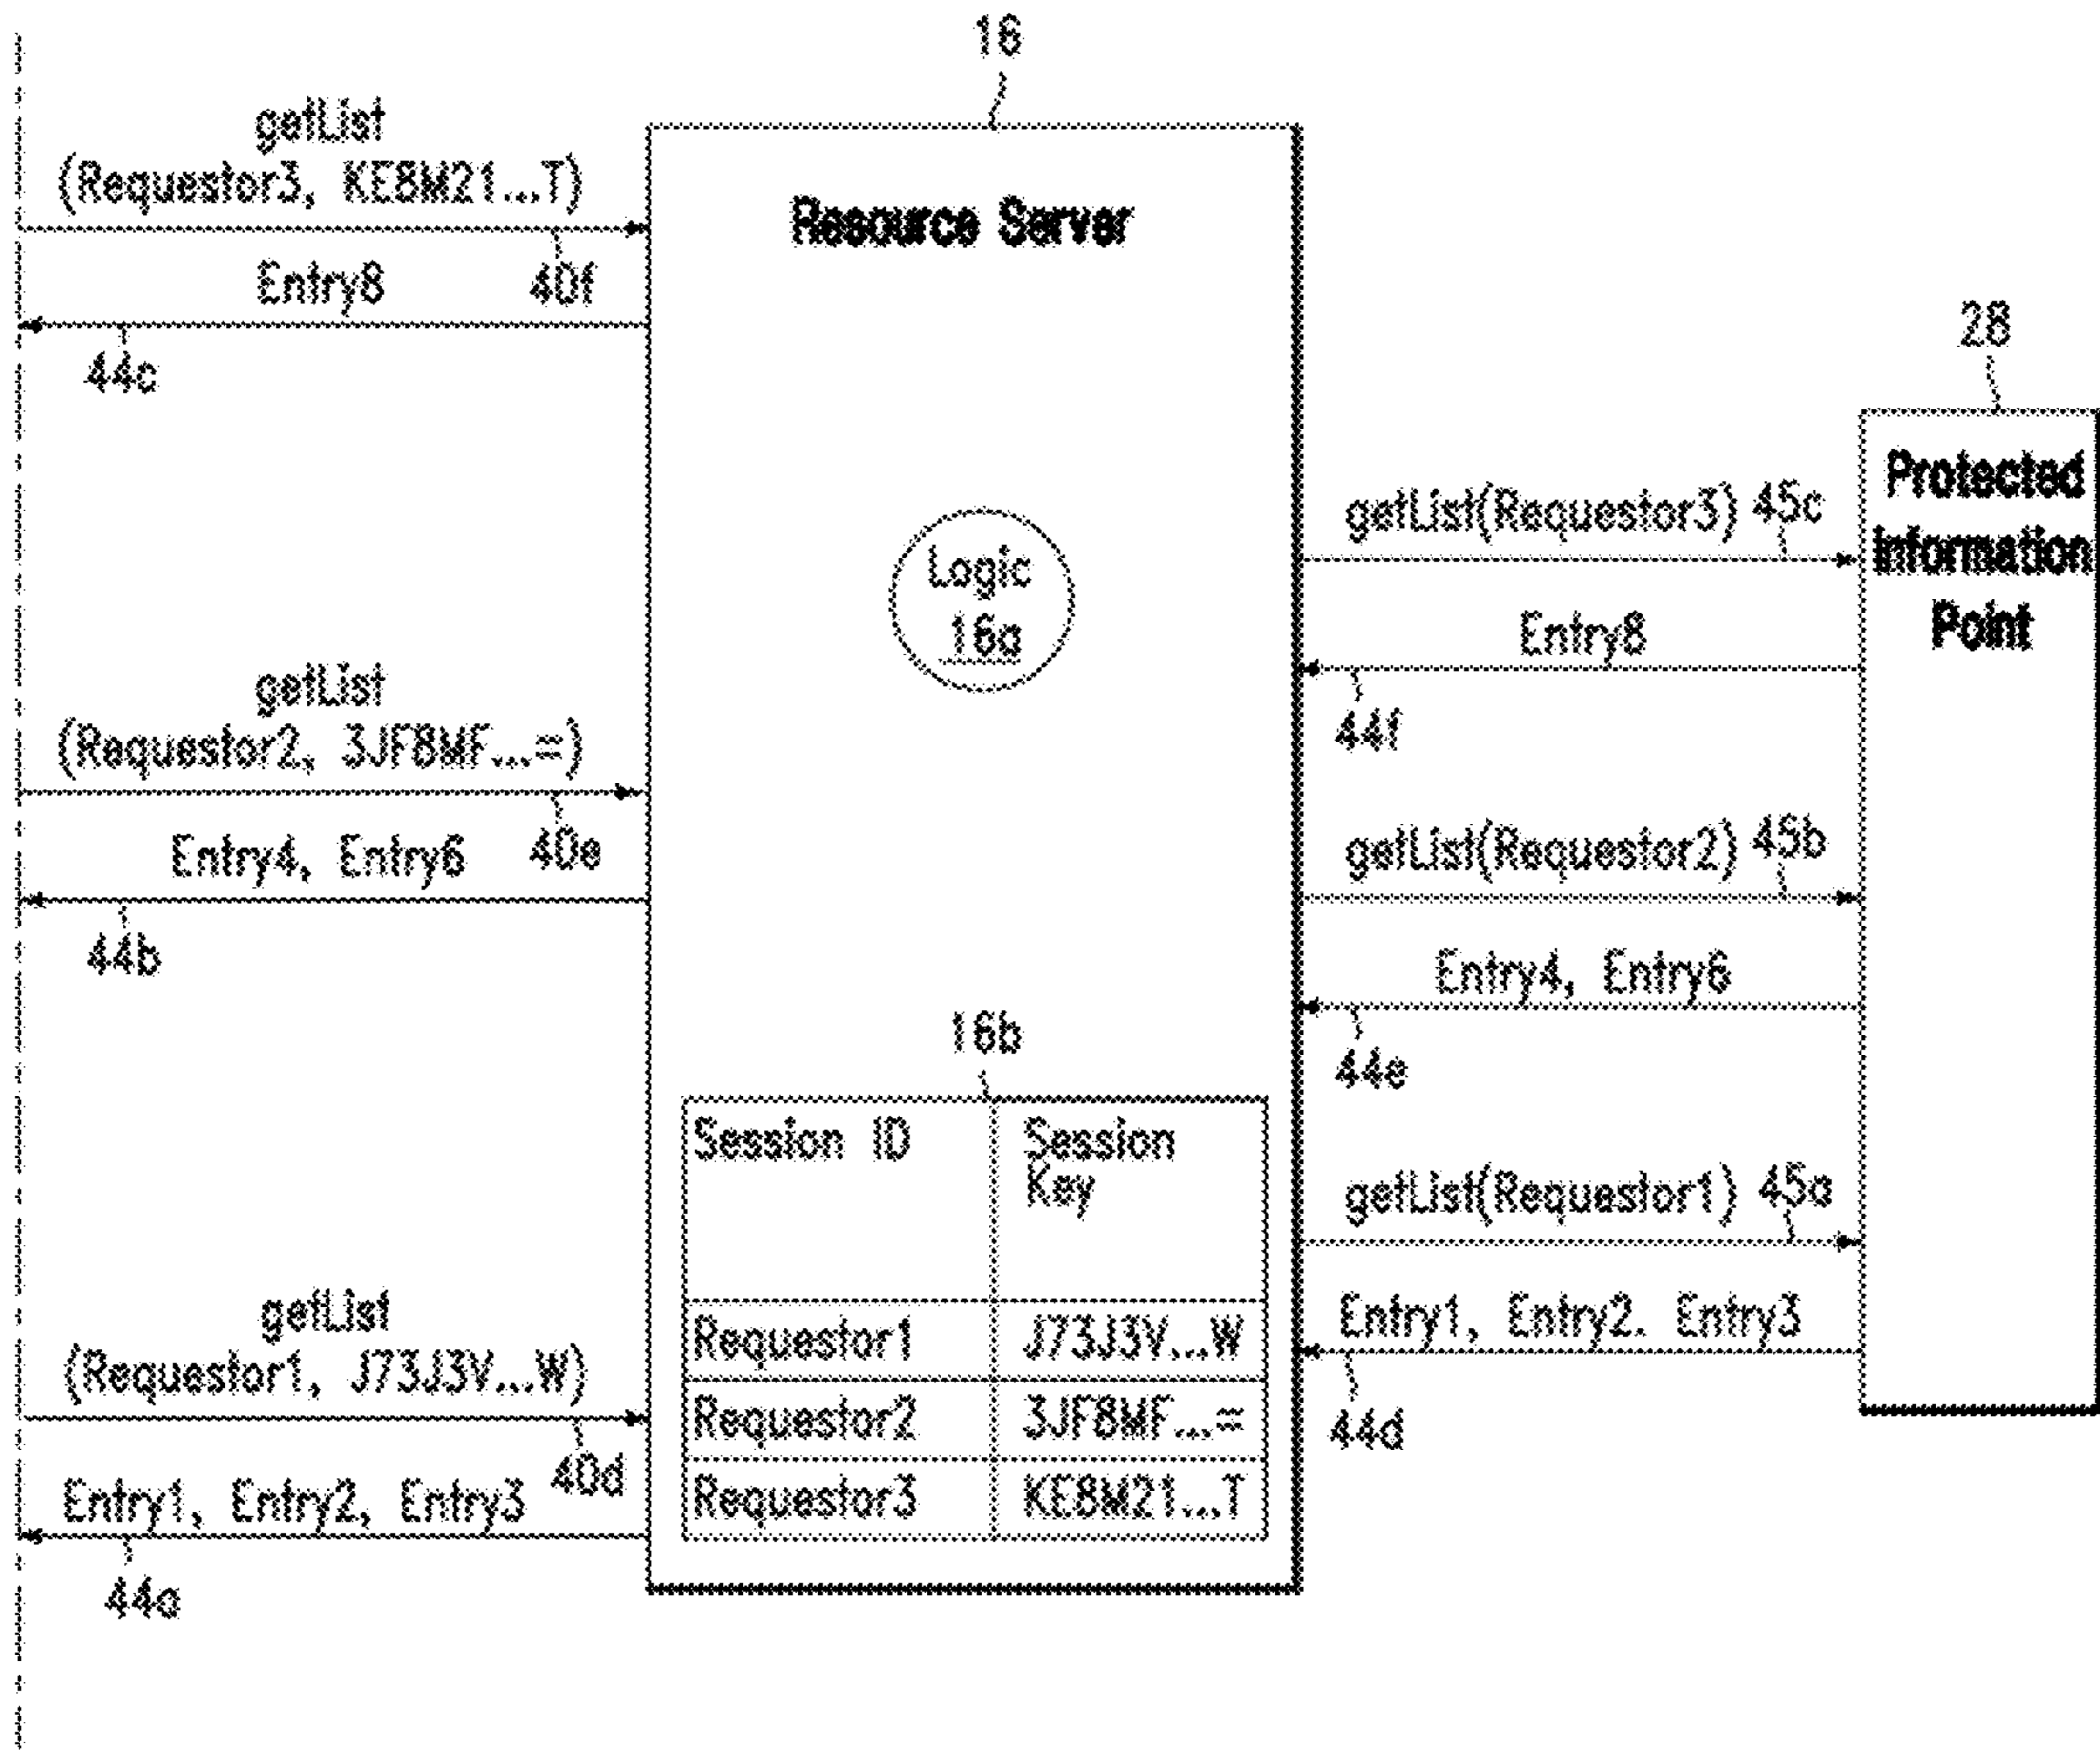 16
getList
(Requestor3, KE8M21...T)
40f
Entry8
44c
Resource Server
28
Protected
Information
Point
Logic
16a
getList(Requestor3) 45c
Entry8
44f
getList
(Requestor2, 3JF8MF...=)
40e
Entry4, Entry6
44b
getList(Requestor2) 45b
Entry4, Entry6
44e
16b
Session ID
Session
Key
getList(Requestor1) 45a
Entry1, Entry2. Entry3
44d
Requestor1 J73J3V...W
Requestor2 3JF8MF...=
Requestor3 KE8M21...T
getList
(Requestor1, J73J3V...W)
40d
Entry1, Entry2, Entry3
44a